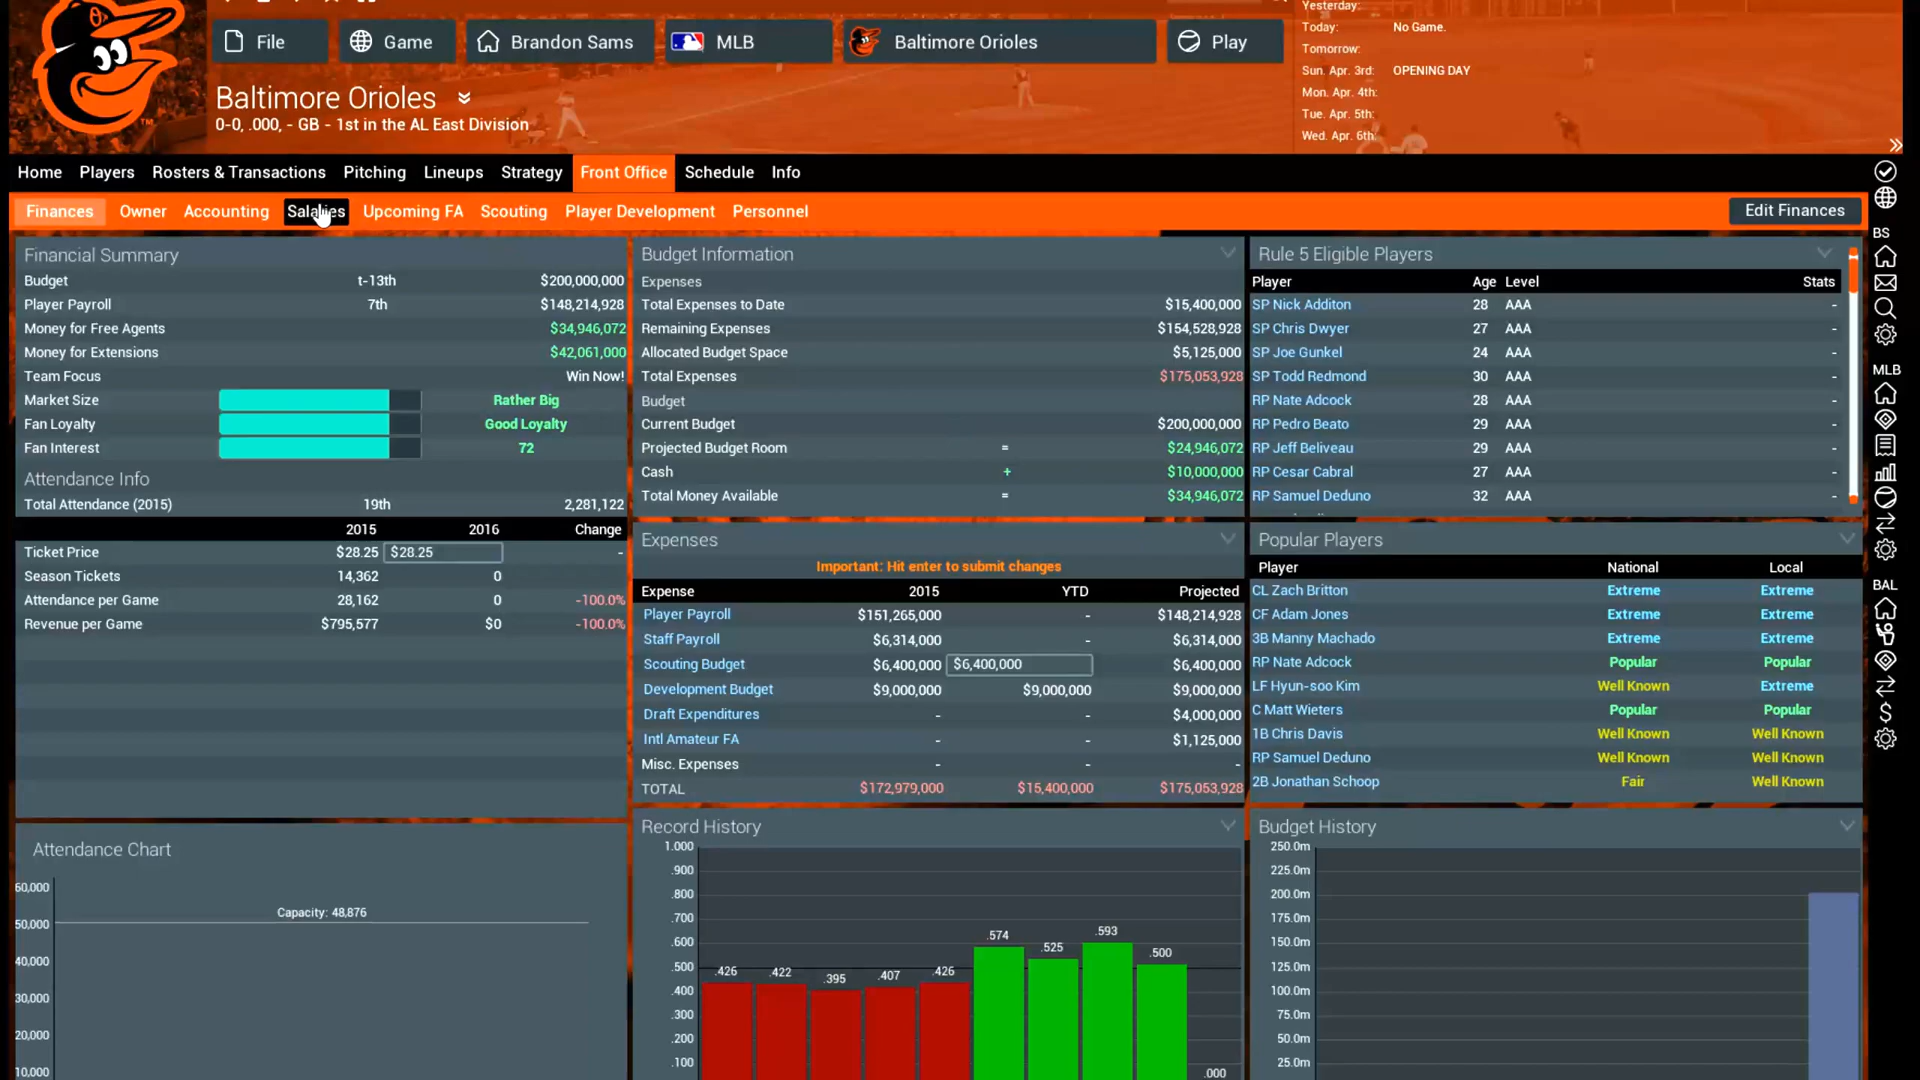 Yesterday:
File Game Brandon Sams MLB Baltimore Orioles Play
Today: No Game.
Tomorrow:
Sun. Apr. 3rd: OPENING DAY
Mon. Apr. 4th:
Tue. Apr. 5th:
Wed. Apr. 6th:
Baltimore Orioles
0-0, .000, - GB - 1st in the AL East Division
Home Players Rosters & Transactions Pitching Lineups Strategy Front Office Schedule Info
Finances Owner Accounting Salaries Upcoming FA Scouting Player Development Personnel Edit Finances
Financial Summary
Budget t-13th $200,000,000
Player Payroll 7th $148,214,928
Money for Free Agents $34,946,072
Money for Extensions $42,061,000
Team Focus Win Now!
Market Size Rather Big
Fan Loyalty Good Loyalty
Fan Interest 72
Attendance Info
Total Attendance (2015) 19th 2,281,122
2015 2016 Change
Ticket Price $28.25 $28.25 -
Season Tickets 14,362 0
Attendance per Game 28,162 0 -100.0%
Revenue per Game $795,577 $0 -100.0%
Attendance Chart
60,000
Capacity: 48,876
50,000
40,000
30,000
20,000
10,000
Budget Information
Expenses
Total Expenses to Date $15,400,000
Remaining Expenses $154,528,928
Allocated Budget Space $5,125,000
Total Expenses $175,053,928
Budget
Current Budget $200,000,000
Projected Budget Room = $24,946,072
Cash + $10,000,000
Total Money Available = $34,946,072
Expenses
Important: Hit enter to submit changes
Expense 2015 YTD Projected
Player Payroll $151,265,000 - $148,214,928
Staff Payroll $6,314,000 - $6,314,000
Scouting Budget $6,400,000 $6,400,000 $6,400,000
Development Budget $9,000,000 $9,000,000 $9,000,000
Draft Expenditures - - $4,000,000
Intl Amateur FA - - $1,125,000
Misc. Expenses - - -
TOTAL $172,979,000 $15,400,000 $175,053,928
Record History
1.000
.900
.800
.700
.600
.500
.400
.300
.200
.100
.426 .422 .395 .407 .426 .574 .525 .593 .500 .000
Rule 5 Eligible Players
Player Age Level Stats
SP Nick Additon 28 AAA -
SP Chris Dwyer 27 AAA -
SP Joe Gunkel 24 AAA -
SP Todd Redmond 30 AAA -
RP Nate Adcock 28 AAA -
RP Pedro Beato 29 AAA -
RP Jeff Beliveau 29 AAA -
RP Cesar Cabral 27 AAA -
RP Samuel Deduno 32 AAA -
Popular Players
Player National Local
CL Zach Britton Extreme Extreme
CF Adam Jones Extreme Extreme
3B Manny Machado Extreme Extreme
RP Nate Adcock Popular Popular
LF Hyun-soo Kim Well Known Extreme
C Matt Wieters Popular Popular
1B Chris Davis Well Known Well Known
RP Samuel Deduno Well Known Well Known
2B Jonathan Schoop Fair Well Known
Budget History
250.0m
225.0m
200.0m
175.0m
150.0m
125.0m
100.0m
75.0m
50.0m
25.0m
BS
MLB
BAL